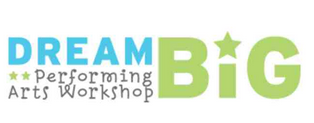 DREAM BiG
Performing
Arts Workshop